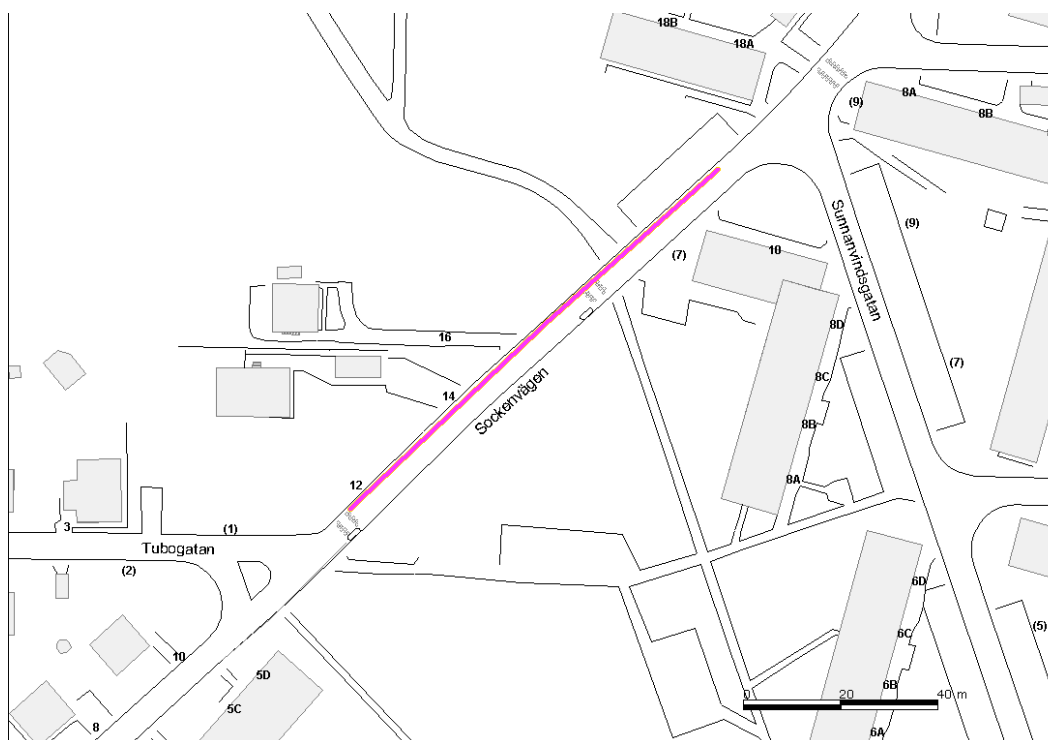 18B
18A
8A
(9)
8B
Sunnanvindsgatan
(9)
(7)
10
8D
16
(7)
8C
14
Sockenvägen
8B
8A
12
3
(1)
Tubogatan
(2)
6D
(5)
6C
10
5D
6B
0 20 40 m
5C
8
6A